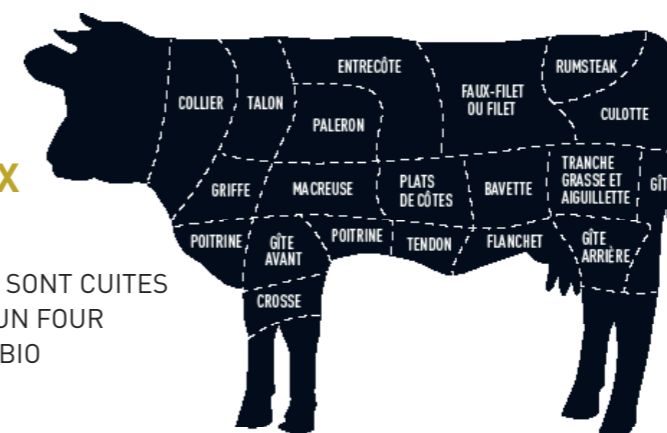 X
SONT CUITES
UN FOUR
BIO
COLLIER
TALON
ENTRECÔTE
PALERON
FAUX-FILET
OU FILET
RUMSTEAK
CULOTTE
GRIFFE
MACREUSE
PLATS
DE CÔTES
BAVETTE
TRANCHE
GRASSE ET
AIGUILLETTE
GÎT
POITRINE
GÎTE
AVANT
POITRINE
TENDON
FLANCHET
GÎTE
ARRIÈRE
CROSSE